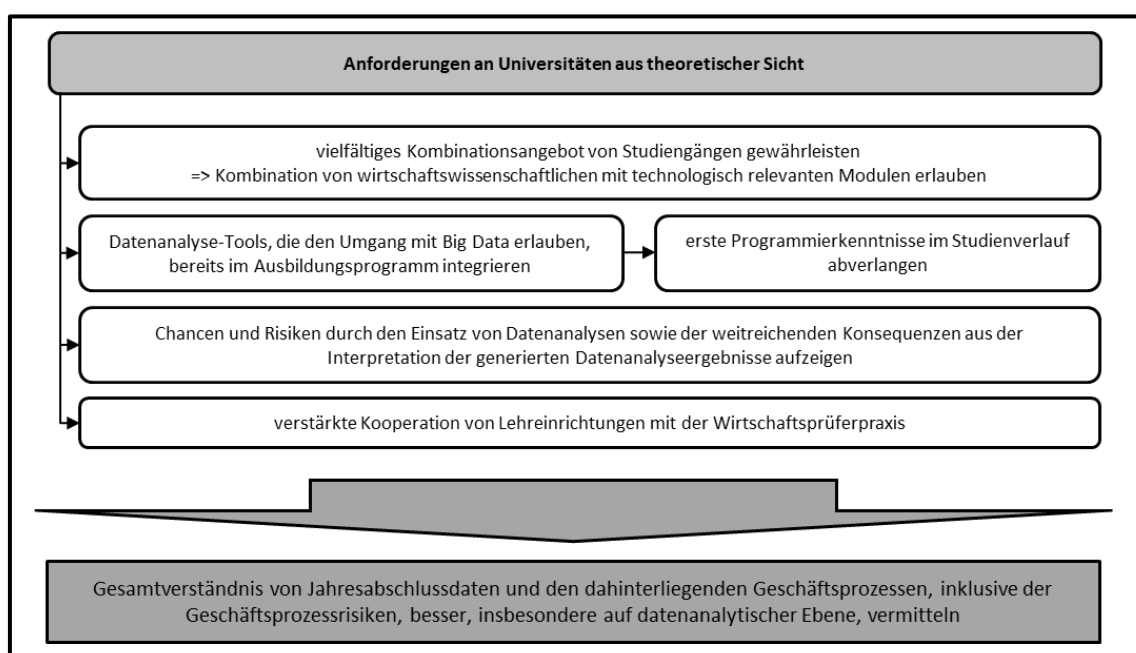 Anforderungen an Universitäten aus theoretischer Sicht
vielfältiges Kombinationsangebot von Studiengängen gewährleisten
=> Kombination von wirtschaftswissenschaftlichen mit technologisch relevanten Modulen erlauben
Datenanalyse-Tools, die den Umgang mit Big Data erlauben,
bereits im Ausbildungsprogramm integrieren
erste Programmierkenntnisse im Studienverlauf
abverlangen
Chancen und Risiken durch den Einsatz von Datenanalysen sowie der weitreichenden Konsequenzen aus der
Interpretation der generierten Datenanalyseergebnisse aufzeigen
verstärkte Kooperation von Lehreinrichtungen mit der Wirtschaftsprüferpraxis
Gesamtverständnis von Jahresabschlussdaten und den dahinterliegenden Geschäftsprozessen, inklusive der
Geschäftsprozessrisiken, besser, insbesondere auf datenanalytischer Ebene, vermitteln